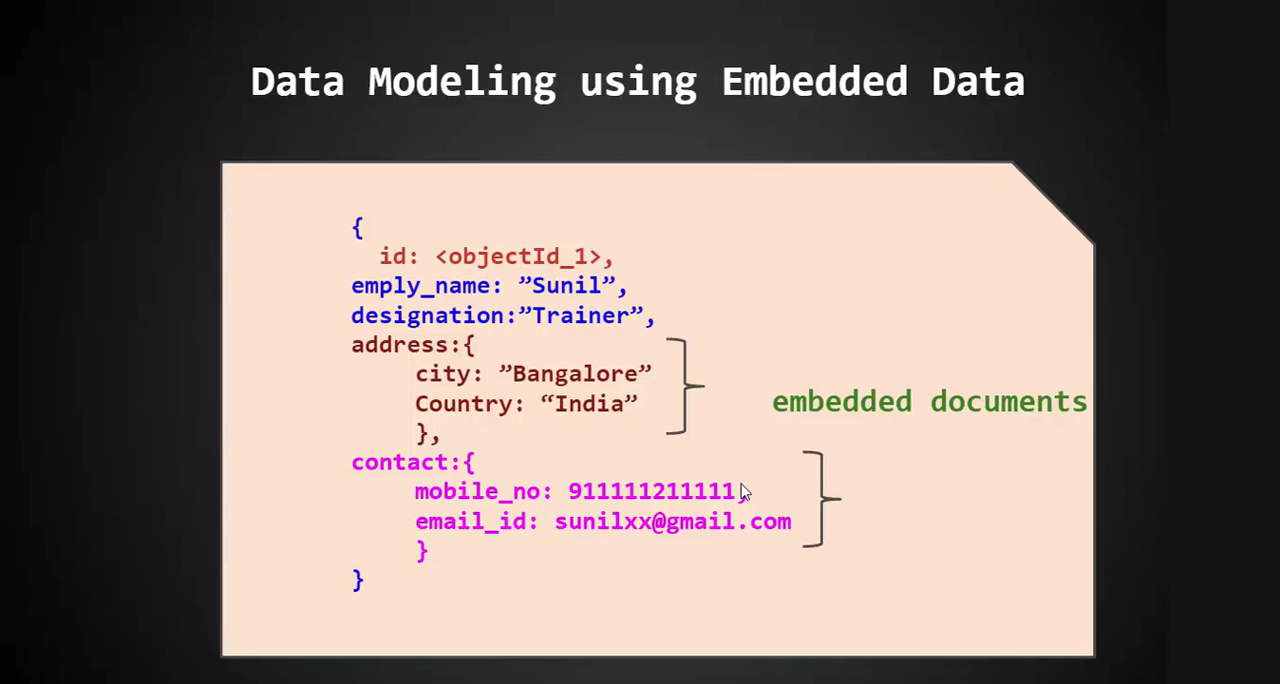 Data Modeling using Embedded Data
{
id: <objectId_1>,
emply_name: ”Sunil”,
designation:”Trainer”,
address:{
city: ”Bangalore”
Country: “India”
},
embedded documents
contact:{
mobile_no: 911111211111,
email_id: sunilxx@gmail.com
}
}